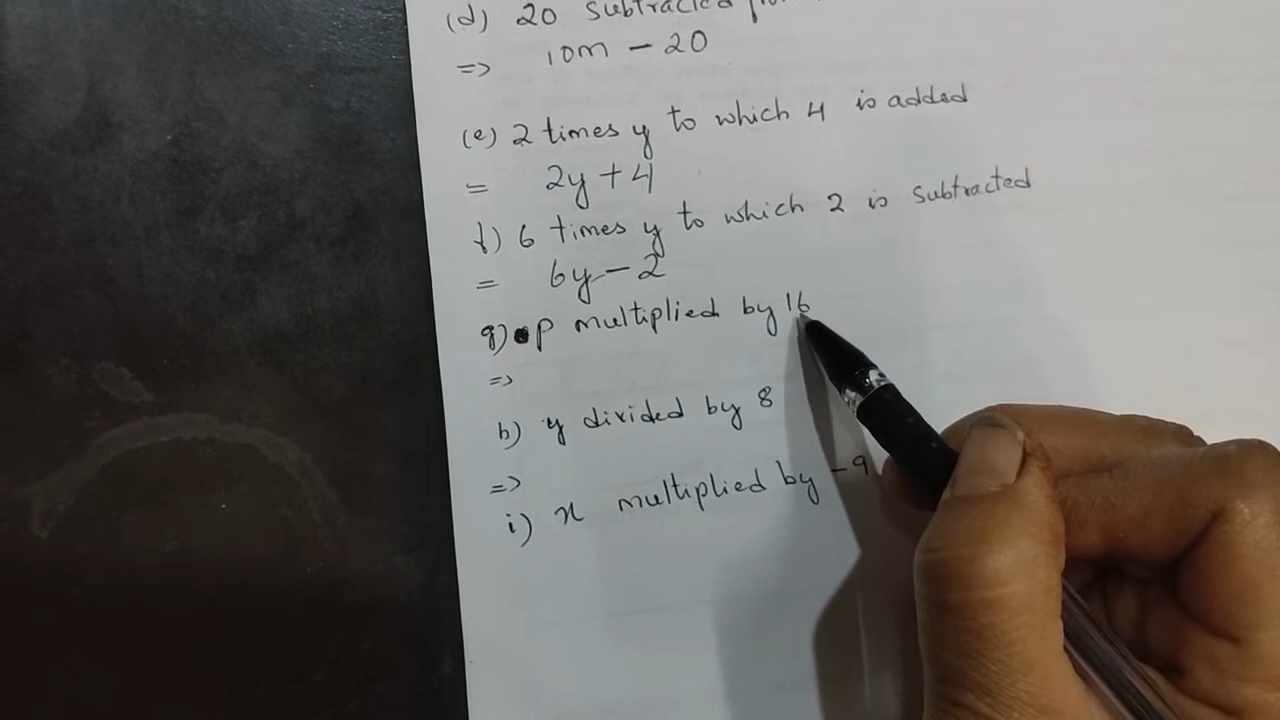 (d) 20 subtracted
=> 10m - 20
(e) 2 times y to which 4 is added
= 2y + 4
f) 6 times y to which 2 is subtracted
= 6y - 2
g) p multiplied by 16
=>
h) y divided by 8
=>
i) x multiplied by -9